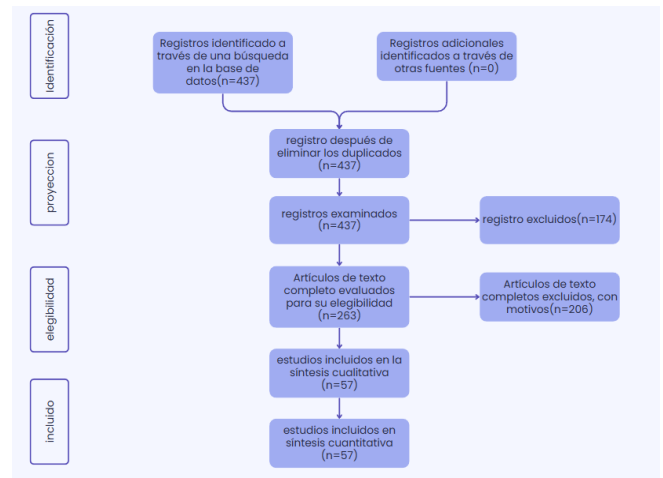 Identificación
Registros identificado a
través de una búsqueda
en la base de
datos(n=437)
Registros adicionales
identificados a través de
otras fuentes (n=0)
registro después de
eliminar los duplicados
(n=437)
proyeccion
registros examinados
(n=437)
registro excluidos(n=174)
elegibilidad
Artículos de texto
completo evaluados
para su elegibilidad
(n=263)
Artículos de texto
completos excluidos, con
motivos(n=206)
estudios incluidos en la
síntesis cualitativa
(n=57)
incluido
estudios incluidos en
síntesis cuantitativa
(n=57)